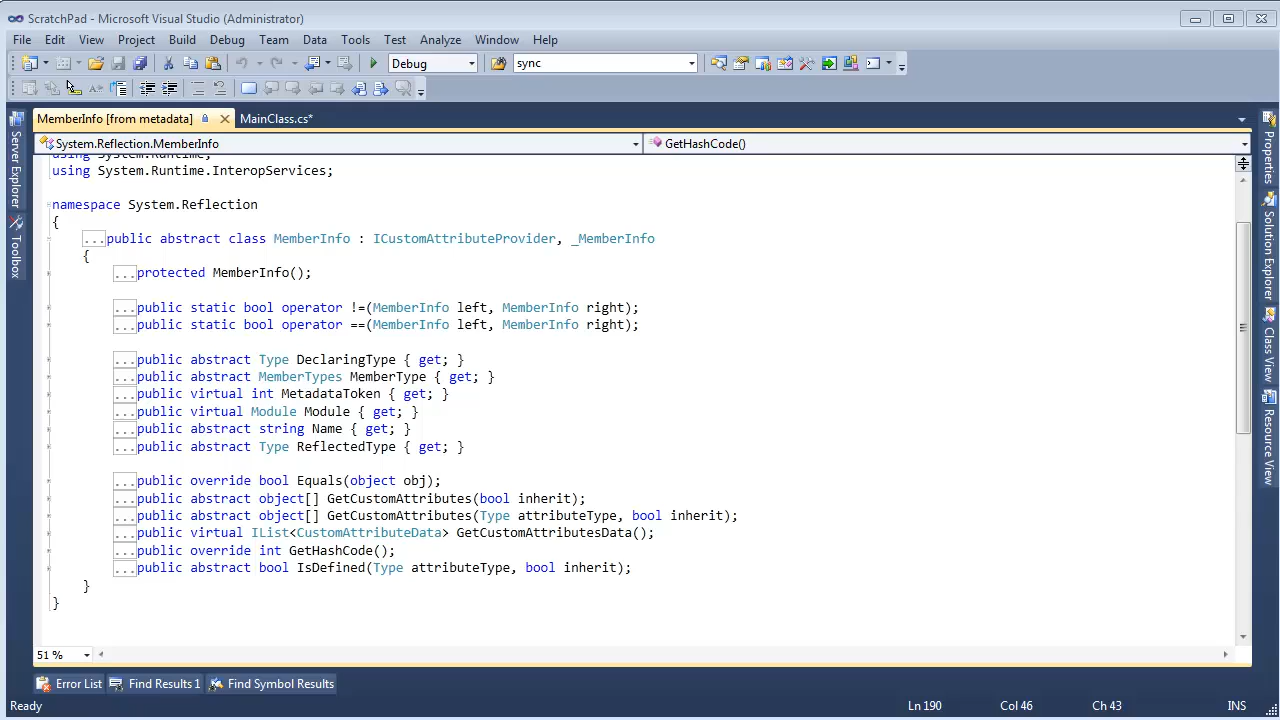 ScratchPad - Microsoft Visual Studio (Administrator)
File Edit View Project Build Debug Team Data Tools Test Analyze Window Help
Debug sync
MemberInfo [from metadata] MainClass.cs*
System.Reflection.MemberInfo GetHashCode()
using System.Runtime;
using System.Runtime.InteropServices;
namespace System.Reflection
{
...public abstract class MemberInfo : ICustomAttributeProvider, _MemberInfo
{
...protected MemberInfo();
...public static bool operator !=(MemberInfo left, MemberInfo right);
...public static bool operator ==(MemberInfo left, MemberInfo right);
...public abstract Type DeclaringType { get; }
...public abstract MemberTypes MemberType { get; }
...public virtual int MetadataToken { get; }
...public virtual Module Module { get; }
...public abstract string Name { get; }
...public abstract Type ReflectedType { get; }
...public override bool Equals(object obj);
...public abstract object[] GetCustomAttributes(bool inherit);
...public abstract object[] GetCustomAttributes(Type attributeType, bool inherit);
...public virtual IList<CustomAttributeData> GetCustomAttributesData();
...public override int GetHashCode();
...public abstract bool IsDefined(Type attributeType, bool inherit);
}
}
51 %
Server Explorer
Toolbox
Properties
Solution Explorer
Class View
Resource View
Error List Find Results 1 Find Symbol Results
Ready Ln 190 Col 46 Ch 43 INS